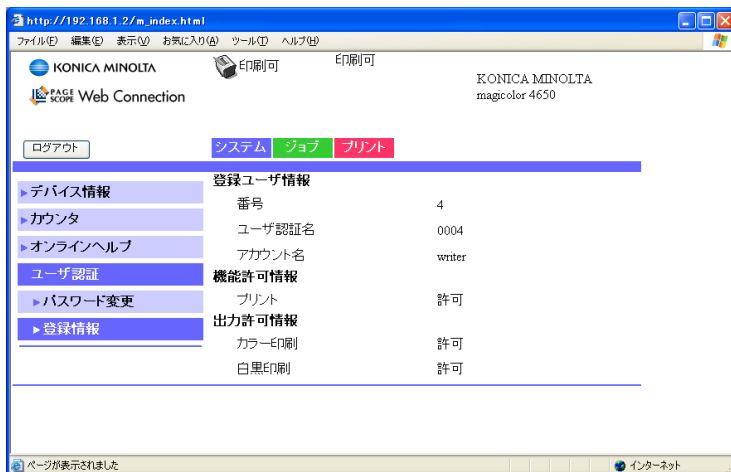 http://192.168.1.2/m_index.html
ファイル(F) 編集(E) 表示(V) お気に入り(A) ツール(T) ヘルプ(H)
KONICA MINOLTA 印刷可 印刷可
KONICA MINOLTA
PAGE SCOPE Web Connection magicolor 4650
ログアウト システム ジョブ プリント
登録ユーザ情報
デバイス情報
番号 4
カウンタ
ユーザ認証名 0004
オンラインヘルプ
アカウント名 writer
ユーザ認証 機能許可情報
パスワード変更 プリント 許可
出力許可情報
登録情報
カラー印刷 許可
白黒印刷 許可
ページが表示されました インターネット